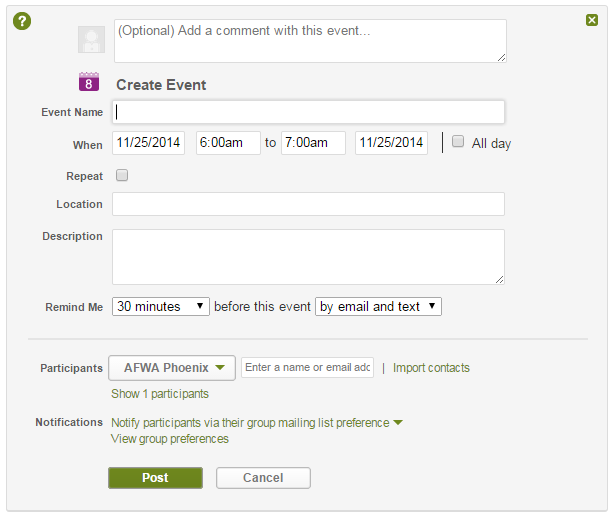 ?
(Optional) Add a comment with this event...
8 Create Event
Event Name
When 11/25/2014 6:00am to 7:00am 11/25/2014 All day
Repeat
Location
Description
Remind Me 30 minutes before this event by email and text
Participants AFWA Phoenix Enter a name or email add | Import contacts
Show 1 participants
Notifications Notify participants via their group mailing list preference
View group preferences
Post Cancel